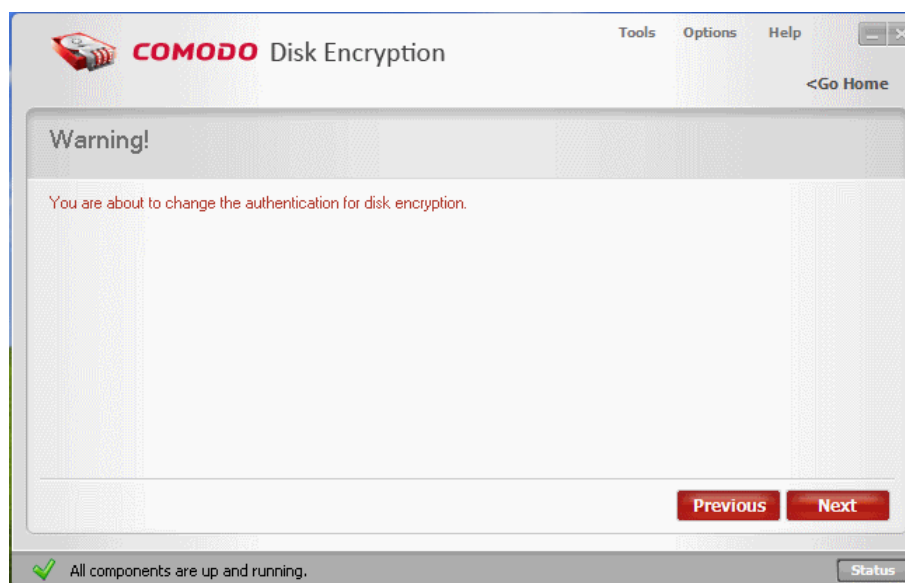 COMODO Disk Encryption
Tools Options Help
<Go Home
Warning!
You are about to change the authentication for disk encryption.
Previous Next
All components are up and running.
Status